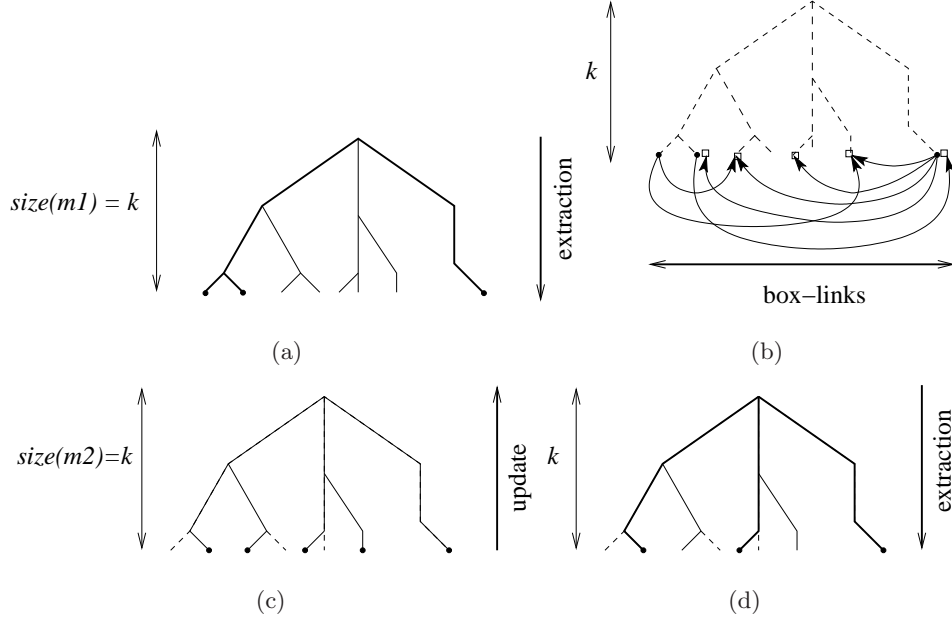 size(m1) = k
extraction
(a)
k
box–links
(b)
size(m2)=k
update
(c)
k
extraction
(d)